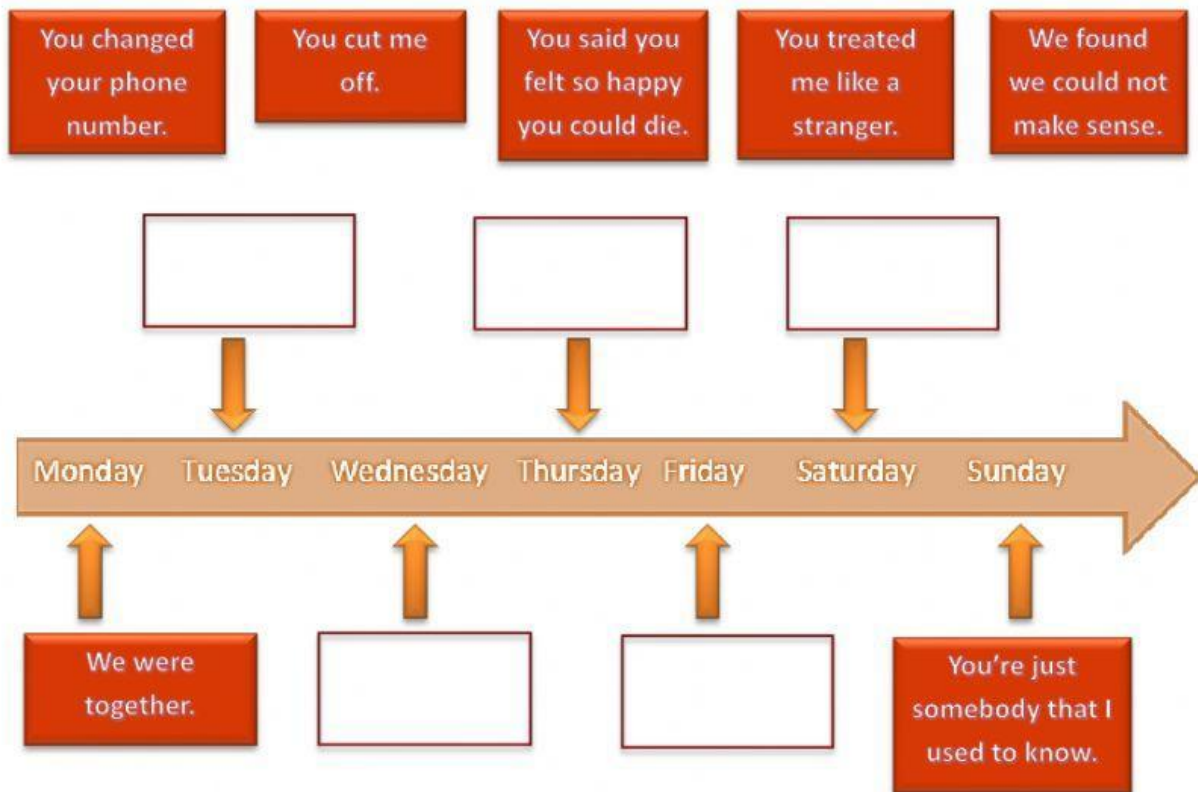 You changed
your phone
number.
You cut me
off.
You said you
felt so happy
you could die.
You treated
me like a
stranger.
We found
we could not
make sense.
Monday Tuesday Wednesday Thursday Friday Saturday Sunday
We were
together.
You're just
somebody that I
used to know.